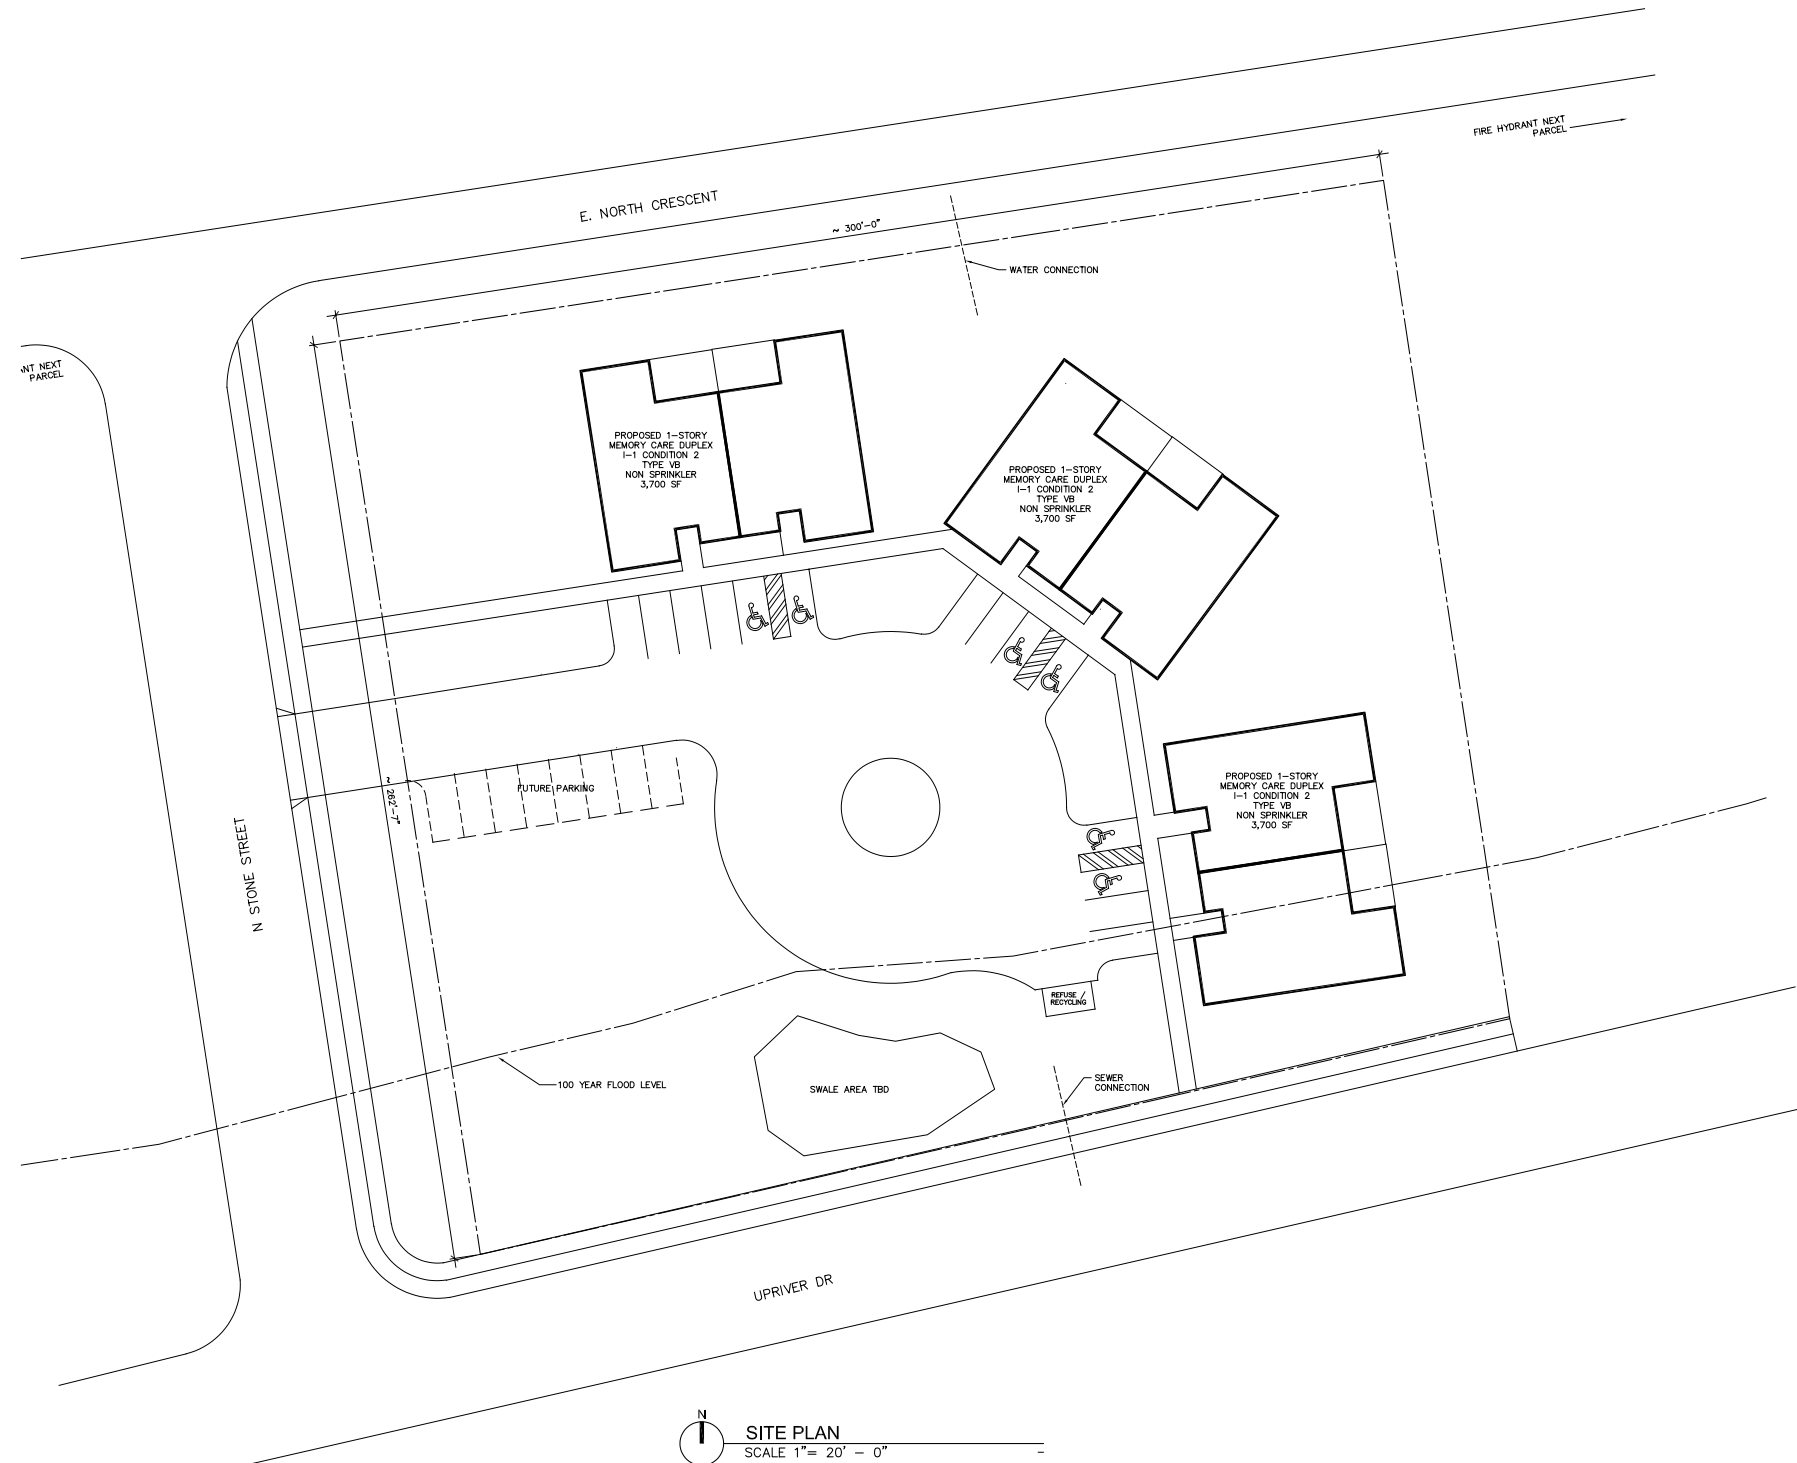 FIRE HYDRANT NEXT
PARCEL
E. NORTH CRESCENT
~ 300'-0"
WATER CONNECTION
NT NEXT
PARCEL
PROPOSED 1-STORY
MEMORY CARE DUPLEX
I-1 CONDITION 2
TYPE VB
NON SPRINKLER
3,700 SF
PROPOSED 1-STORY
MEMORY CARE DUPLEX
I-1 CONDITION 2
TYPE VB
NON SPRINKLER
3,700 SF
PROPOSED 1-STORY
MEMORY CARE DUPLEX
I-1 CONDITION 2
TYPE VB
NON SPRINKLER
3,700 SF
FUTURE PARKING
~ 262'-7"
N STONE STREET
REFUSE /
RECYCLING
100 YEAR FLOOD LEVEL
SWALE AREA TBD
SEWER
CONNECTION
UPRIVER DR
N
SITE PLAN
SCALE 1"= 20' - 0"
-